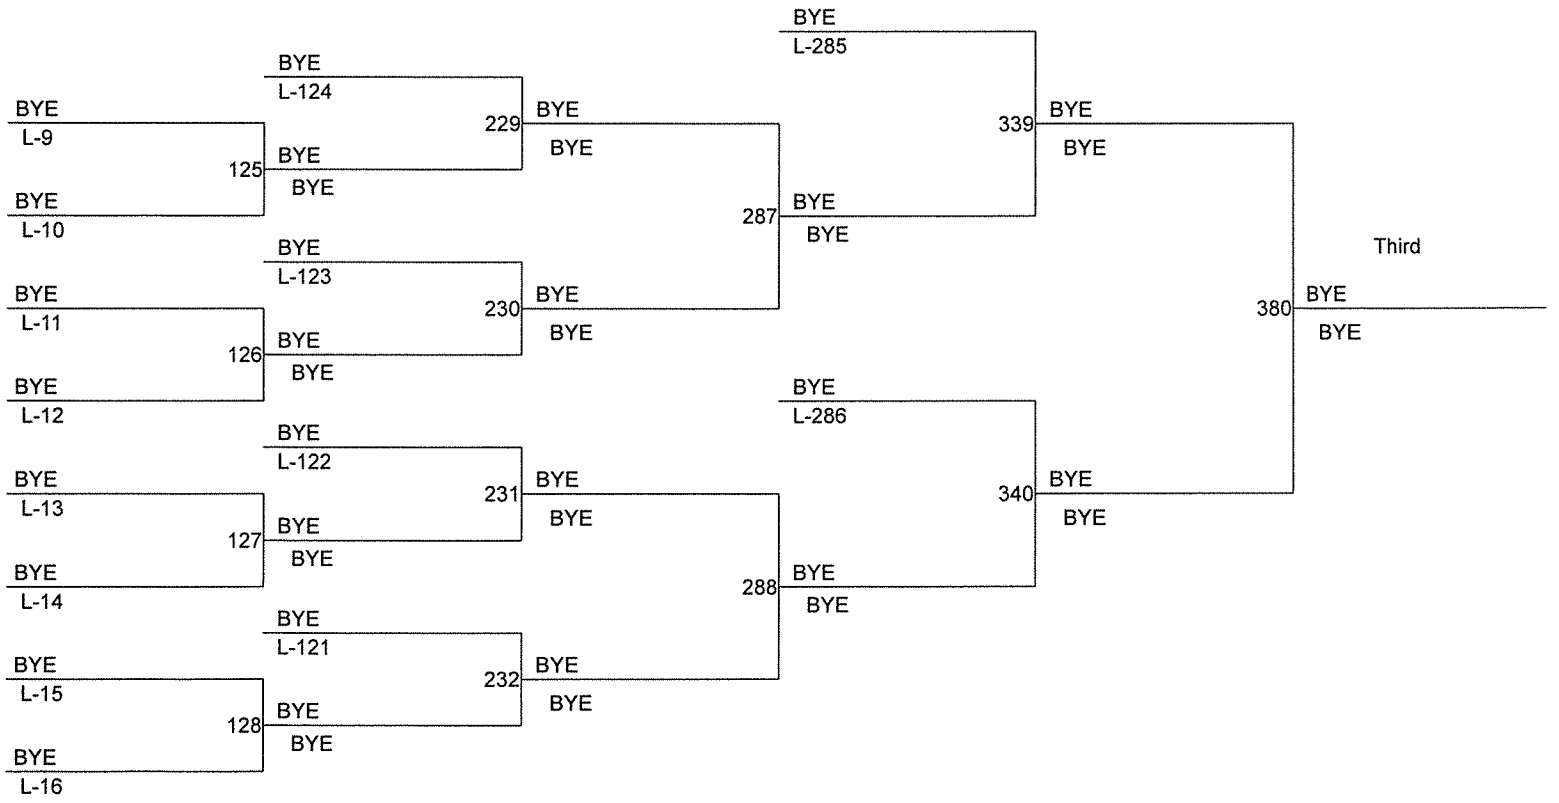 BYE
L-285
BYE
L-124
BYE
L-9
229
BYE
BYE
339
BYE
BYE
125
BYE
BYE
BYE
L-10
287
BYE
BYE
BYE
L-123
Third
BYE
L-11
230
BYE
BYE
380
BYE
BYE
126
BYE
BYE
BYE
L-12
BYE
L-286
BYE
L-122
BYE
L-13
231
BYE
BYE
340
BYE
BYE
127
BYE
BYE
BYE
L-14
288
BYE
BYE
BYE
L-121
BYE
L-15
232
BYE
BYE
128
BYE
BYE
BYE
L-16